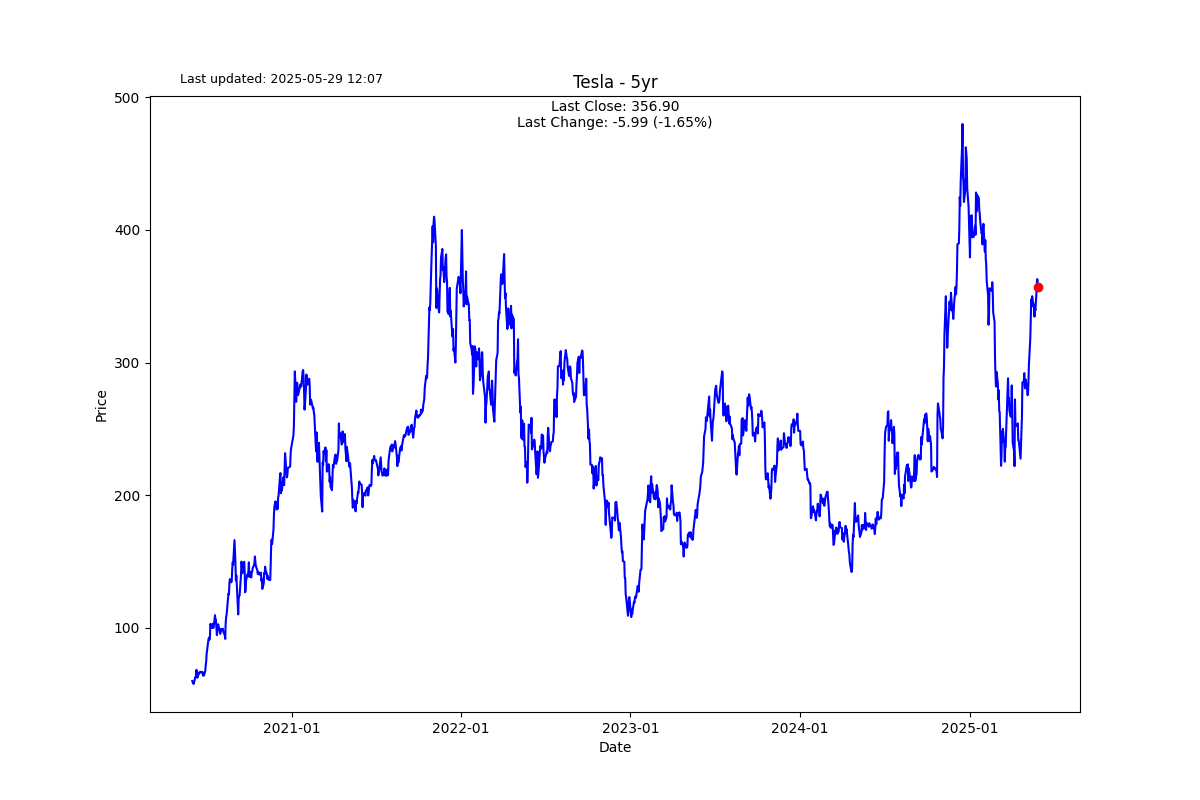 Last updated: 2025-05-29 12:07
Tesla - 5yr
Last Close: 356.90
Last Change: -5.99 (-1.65%)
500
400
300
200
100
Price
2021-01
2022-01
2023-01
2024-01
2025-01
Date